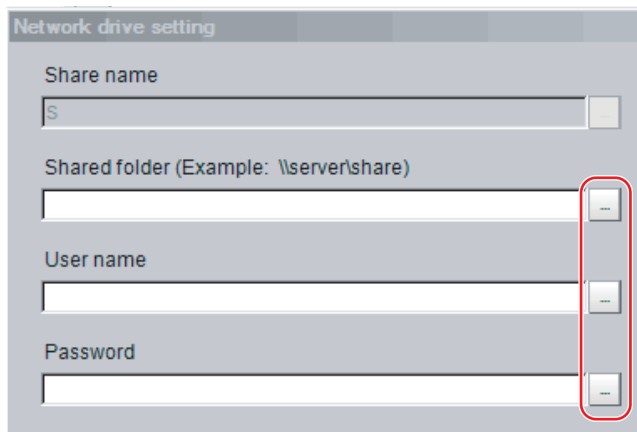 Network drive setting
Share name
S
...
Shared folder (Example: \\server\share)
...
User name
...
Password
...